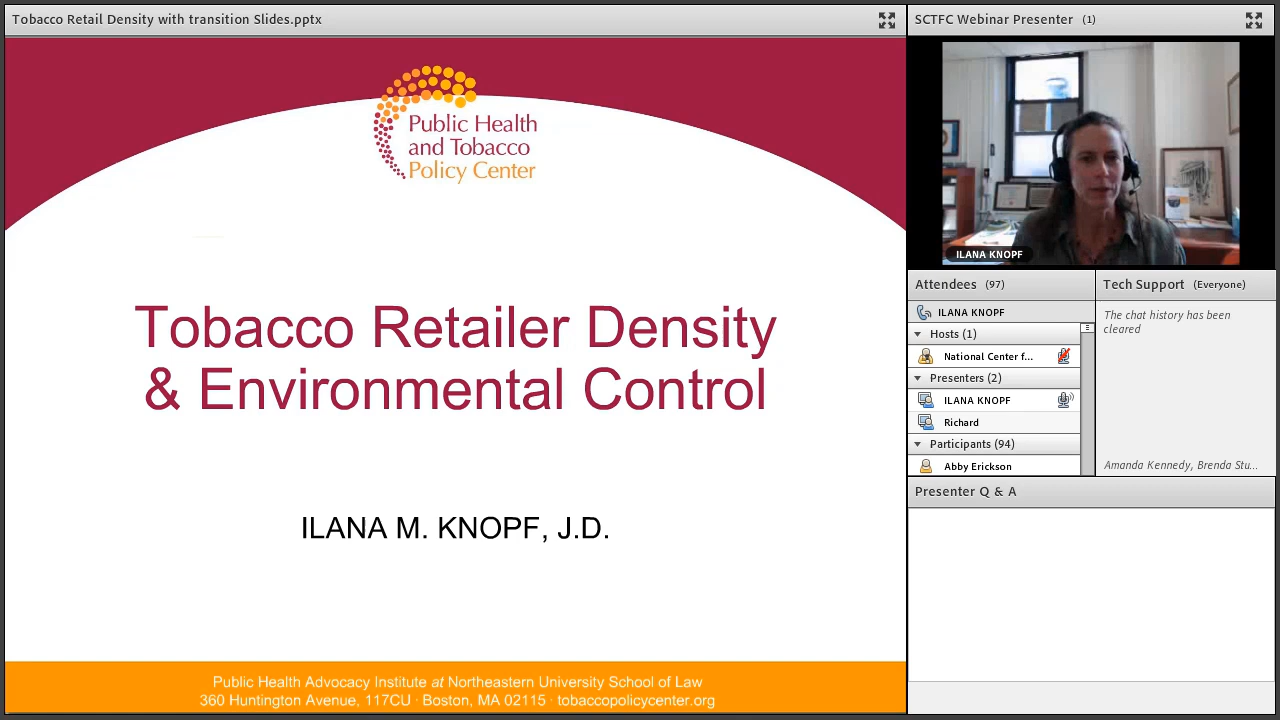 Tobacco Retail Density with transition Slides.pptx
Public Health
and Tobacco
Policy Center
Tobacco Retailer Density
& Environmental Control
ILANA M. KNOPF, J.D.
Public Health Advocacy Institute at Northeastern University School of Law
360 Huntington Avenue, 117CU · Boston, MA 02115 · tobaccopolicycenter.org
SCTFC Webinar Presenter (1)
ILANA KNOPF
Attendees (97)
ILANA KNOPF
Hosts (1)
National Center f...
Presenters (2)
ILANA KNOPF
Richard
Participants (94)
Abby Erickson
Tech Support (Everyone)
The chat history has been
cleared
Amanda Kennedy, Brenda Stu...
Presenter Q & A